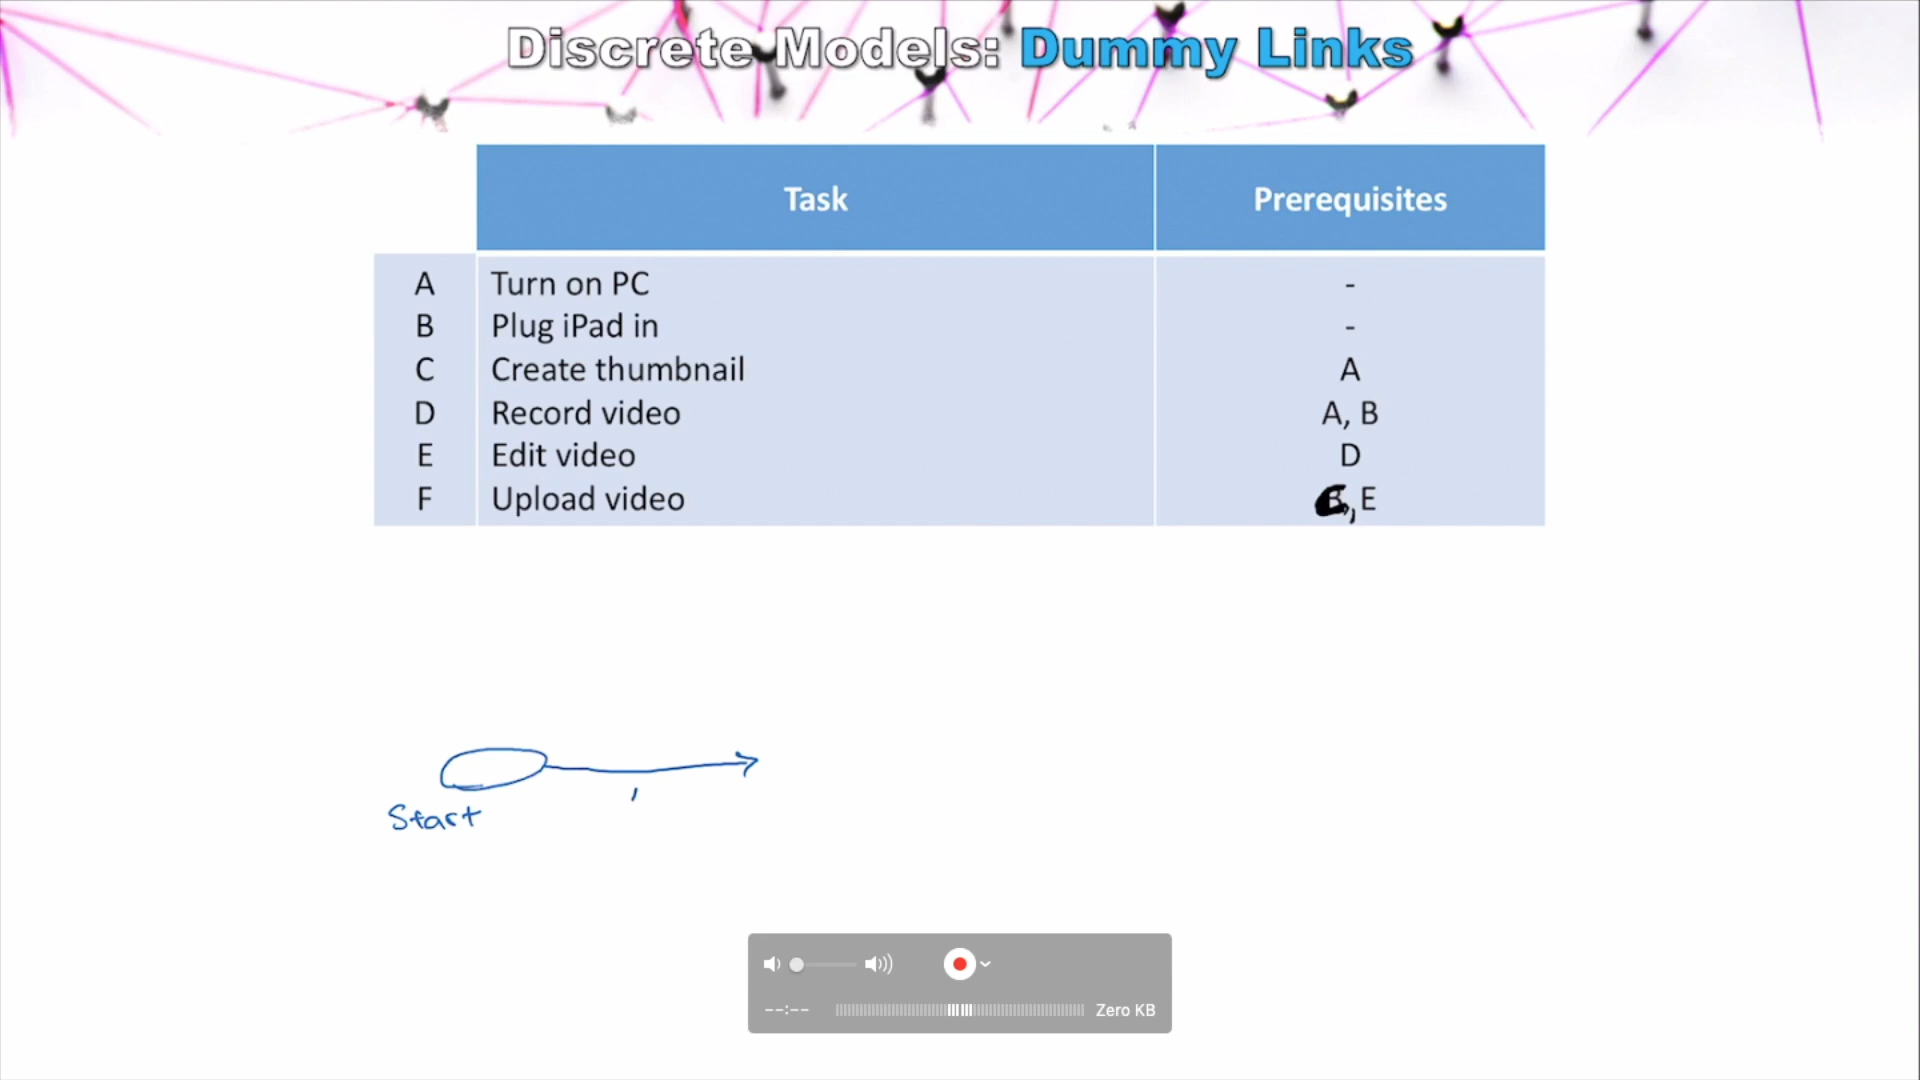 Discrete Models: Dummy Links
Task Prerequisites
A Turn on PC -
B Plug iPad in -
C Create thumbnail A
D Record video A, B
E Edit video D
F Upload video , E
Start
--:-- Zero KB